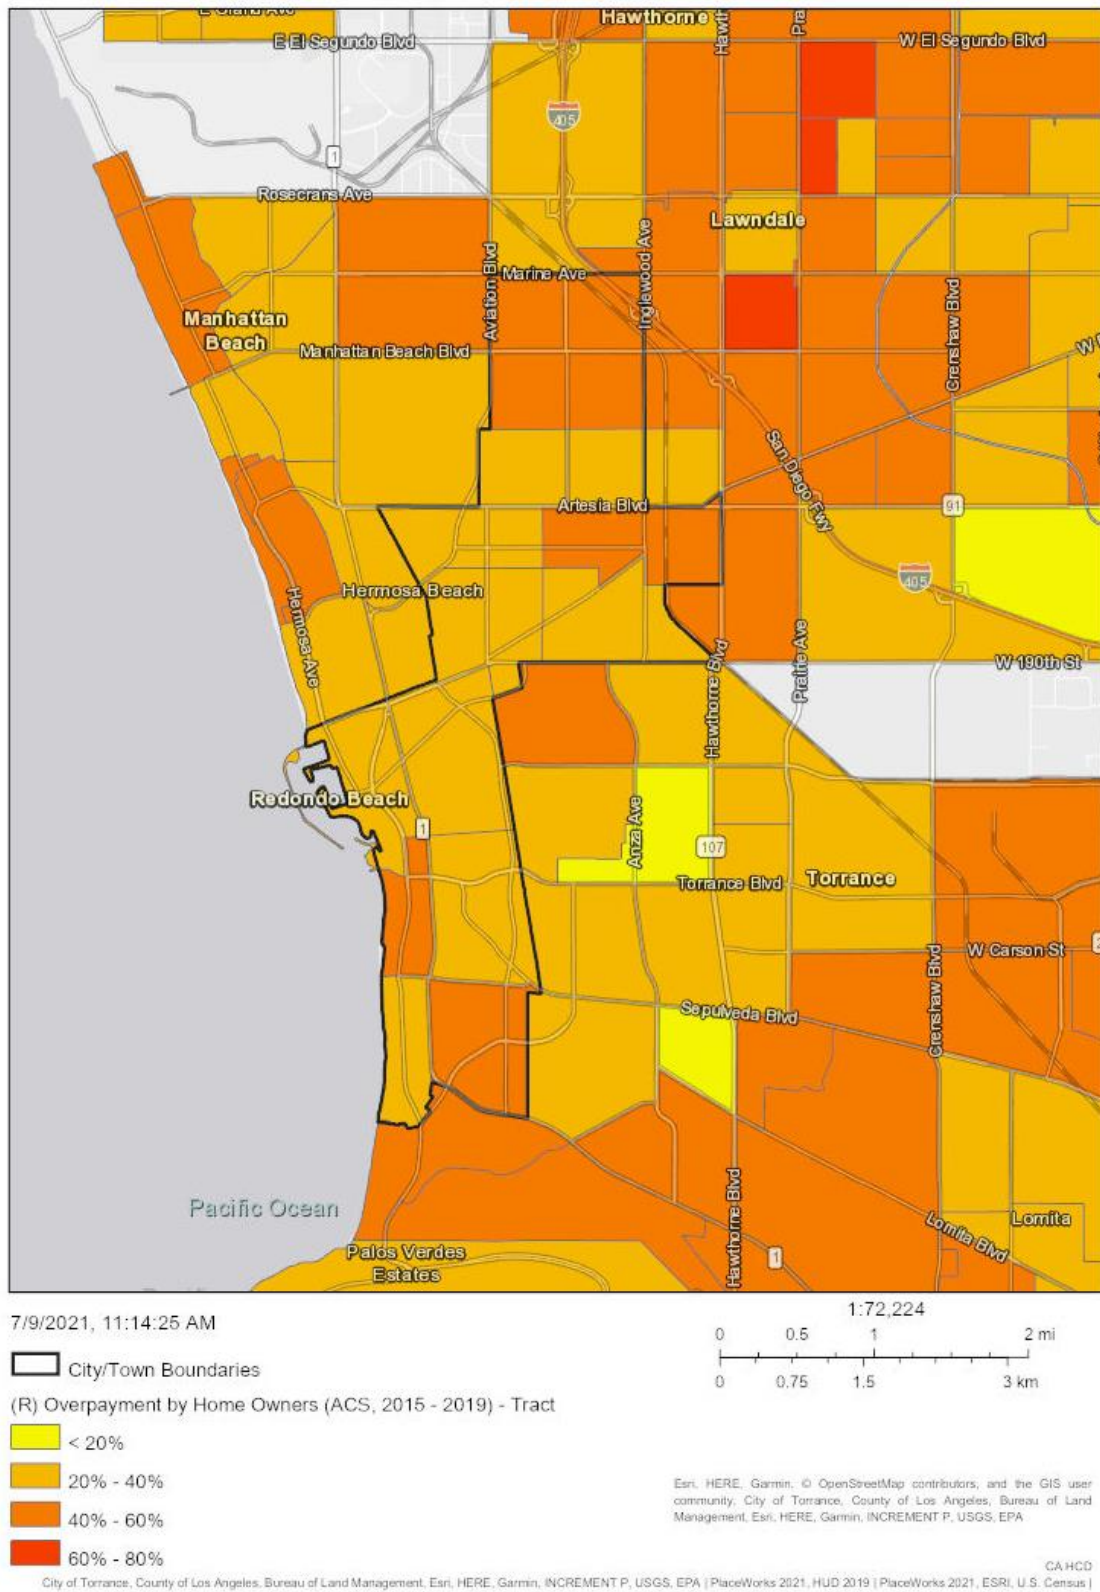 Hawthorne
E El Segundo Blvd
W El Segundo Blvd
405
1
Rosecrans Ave
Lawndale
Inglewood Ave
Aviation Blvd
Marine Ave
Crenshaw Blvd
Manhattan
Beach
Manhattan Beach Blvd
San Diego Fwy
Artesia Blvd
91
405
Hermosa Beach
Hermosa Ave
W 190th St
Prairie Ave
Hawthorne Blvd
Redondo Beach
1
Anza Ave
107
Torrance Blvd
Torrance
W Carson St
Crenshaw Blvd
Sepulveda Blvd
Pacific Ocean
Hawthorne Blvd
Lomita Blvd
Lomita
Palos Verdes
Estates
1
7/9/2021, 11:14:25 AM
1:72,224
0 0.5 1 2 mi
0 0.75 1.5 3 km
City/Town Boundaries
(R) Overpayment by Home Owners (ACS, 2015 - 2019) - Tract
< 20%
20% - 40%
40% - 60%
60% - 80%
Esri, HERE, Garmin, © OpenStreetMap contributors, and the GIS user
community, City of Torrance, County of Los Angeles, Bureau of Land
Management, Esri, HERE, Garmin, INCREMENT P, USGS, EPA
CA HCD
City of Torrance, County of Los Angeles, Bureau of Land Management, Esri, HERE, Garmin, INCREMENT P, USGS, EPA | PlaceWorks 2021, HUD 2019 | PlaceWorks 2021, ESRI, U.S. Census |